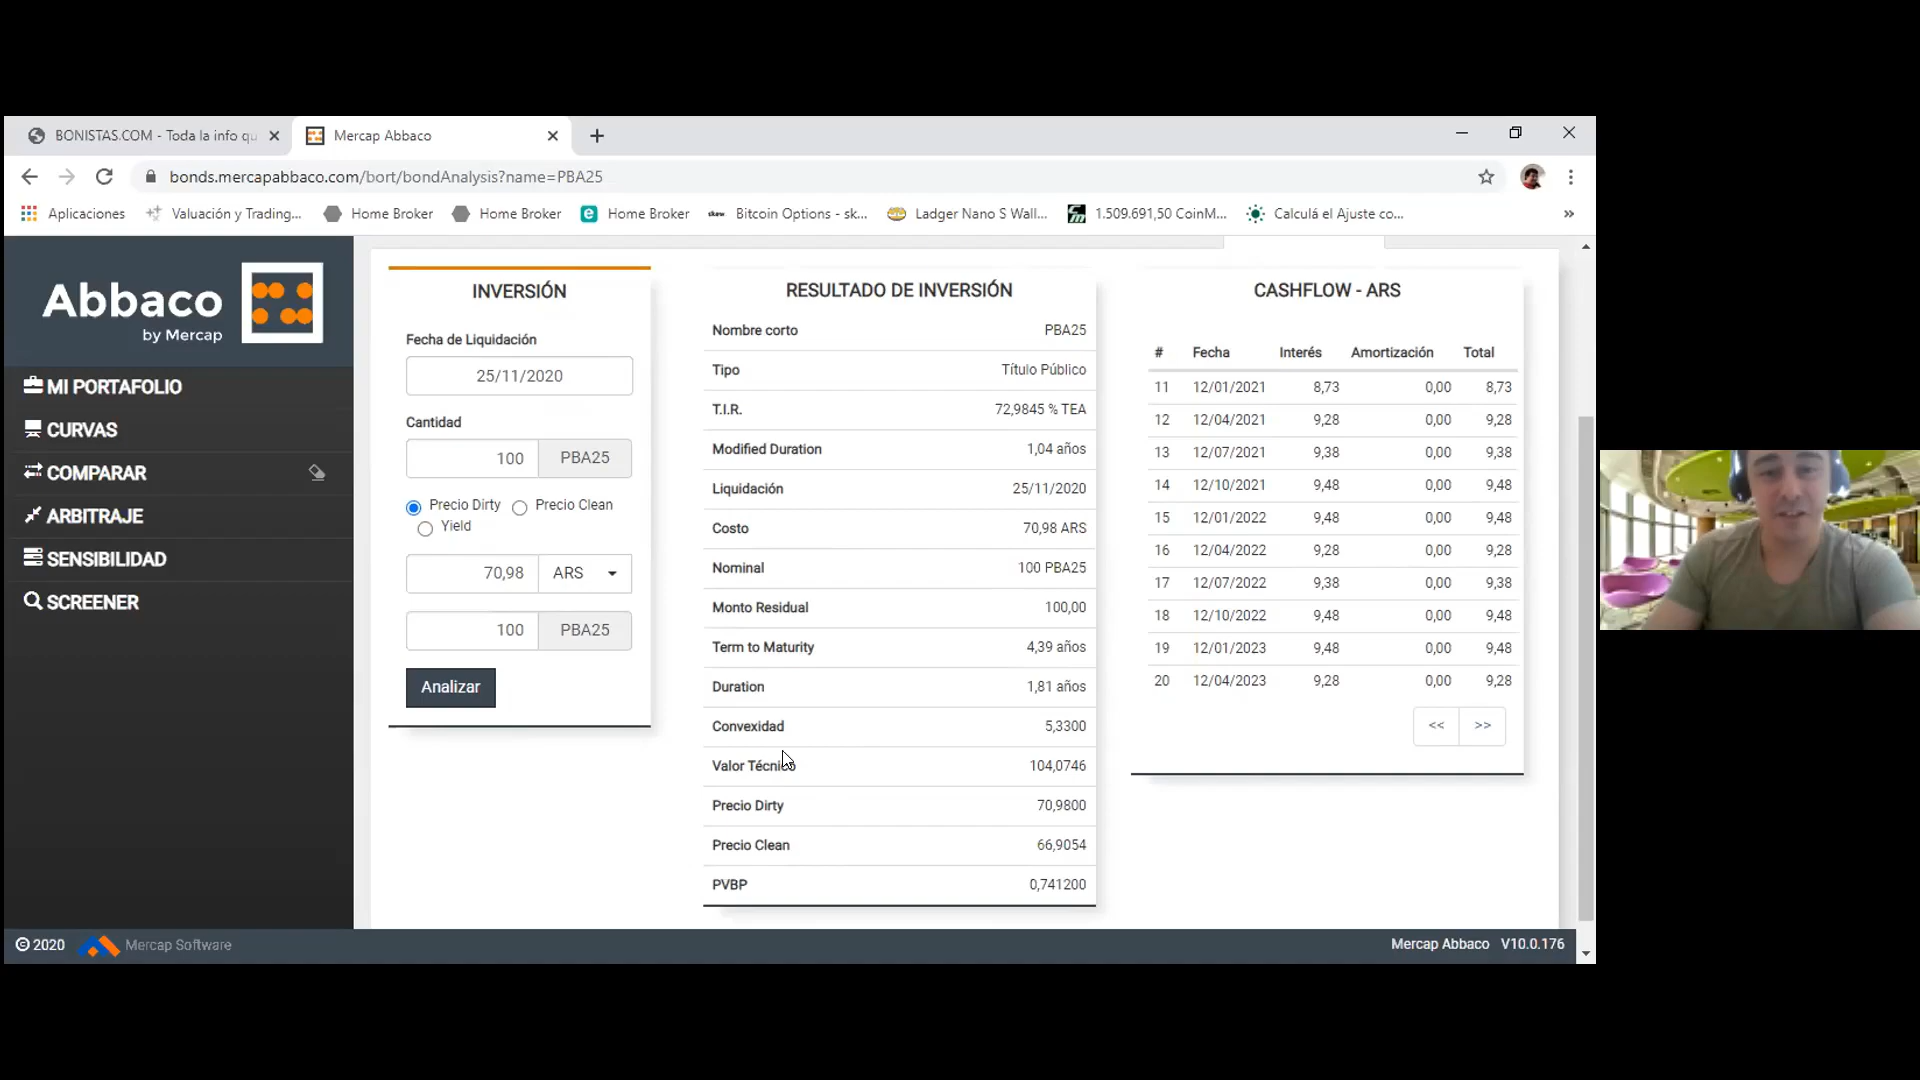 BONISTAS.COM - Toda la info qu
Mercap Abbaco
bonds.mercapabbaco.com/bort/bondAnalysis?name=PBA25
Aplicaciones
Valuación y Trading...
Home Broker
Home Broker
Home Broker
skew
Bitcoin Options - sk...
Ladger Nano S Wall...
1.509.691,50 CoinM...
Calculá el Ajuste co...
»
Abbaco
by Mercap
MI PORTAFOLIO
CURVAS
COMPARAR
ARBITRAJE
SENSIBILIDAD
SCREENER
INVERSIÓN
Fecha de Liquidación
25/11/2020
Cantidad
100 PBA25
Precio Dirty Precio Clean
Yield
70,98 ARS
100 PBA25
Analizar
RESULTADO DE INVERSIÓN
Nombre corto PBA25
Tipo Título Público
T.I.R. 72,9845 % TEA
Modified Duration 1,04 años
Liquidación 25/11/2020
Costo 70,98 ARS
Nominal 100 PBA25
Monto Residual 100,00
Term to Maturity 4,39 años
Duration 1,81 años
Convexidad 5,3300
Valor Técnico 104,0746
Precio Dirty 70,9800
Precio Clean 66,9054
PVBP 0,741200
CASHFLOW - ARS
# Fecha Interés Amortización Total
11 12/01/2021 8,73 0,00 8,73
12 12/04/2021 9,28 0,00 9,28
13 12/07/2021 9,38 0,00 9,38
14 12/10/2021 9,48 0,00 9,48
15 12/01/2022 9,48 0,00 9,48
16 12/04/2022 9,28 0,00 9,28
17 12/07/2022 9,38 0,00 9,38
18 12/10/2022 9,48 0,00 9,48
19 12/01/2023 9,48 0,00 9,48
20 12/04/2023 9,28 0,00 9,28
<< >>
© 2020 Mercap Software
Mercap Abbaco V10.0.176